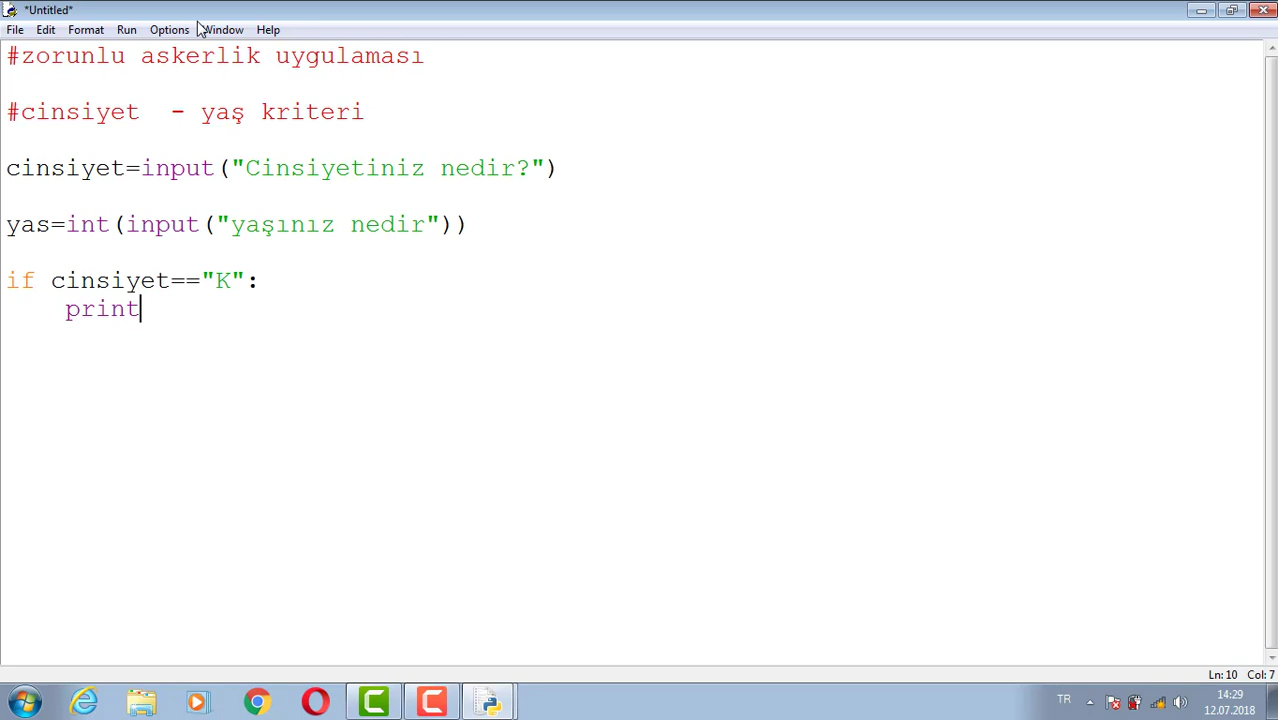 *Untitled*
File Edit Format Run Options Window Help
#zorunlu askerlik uygulaması
#cinsiyet  - yaş kriteri
cinsiyet=input("Cinsiyetiniz nedir?")
yas=int(input("yaşınız nedir"))
if cinsiyet=="K":
    print
Ln: 10 Col: 7
TR
14:29
12.07.2018